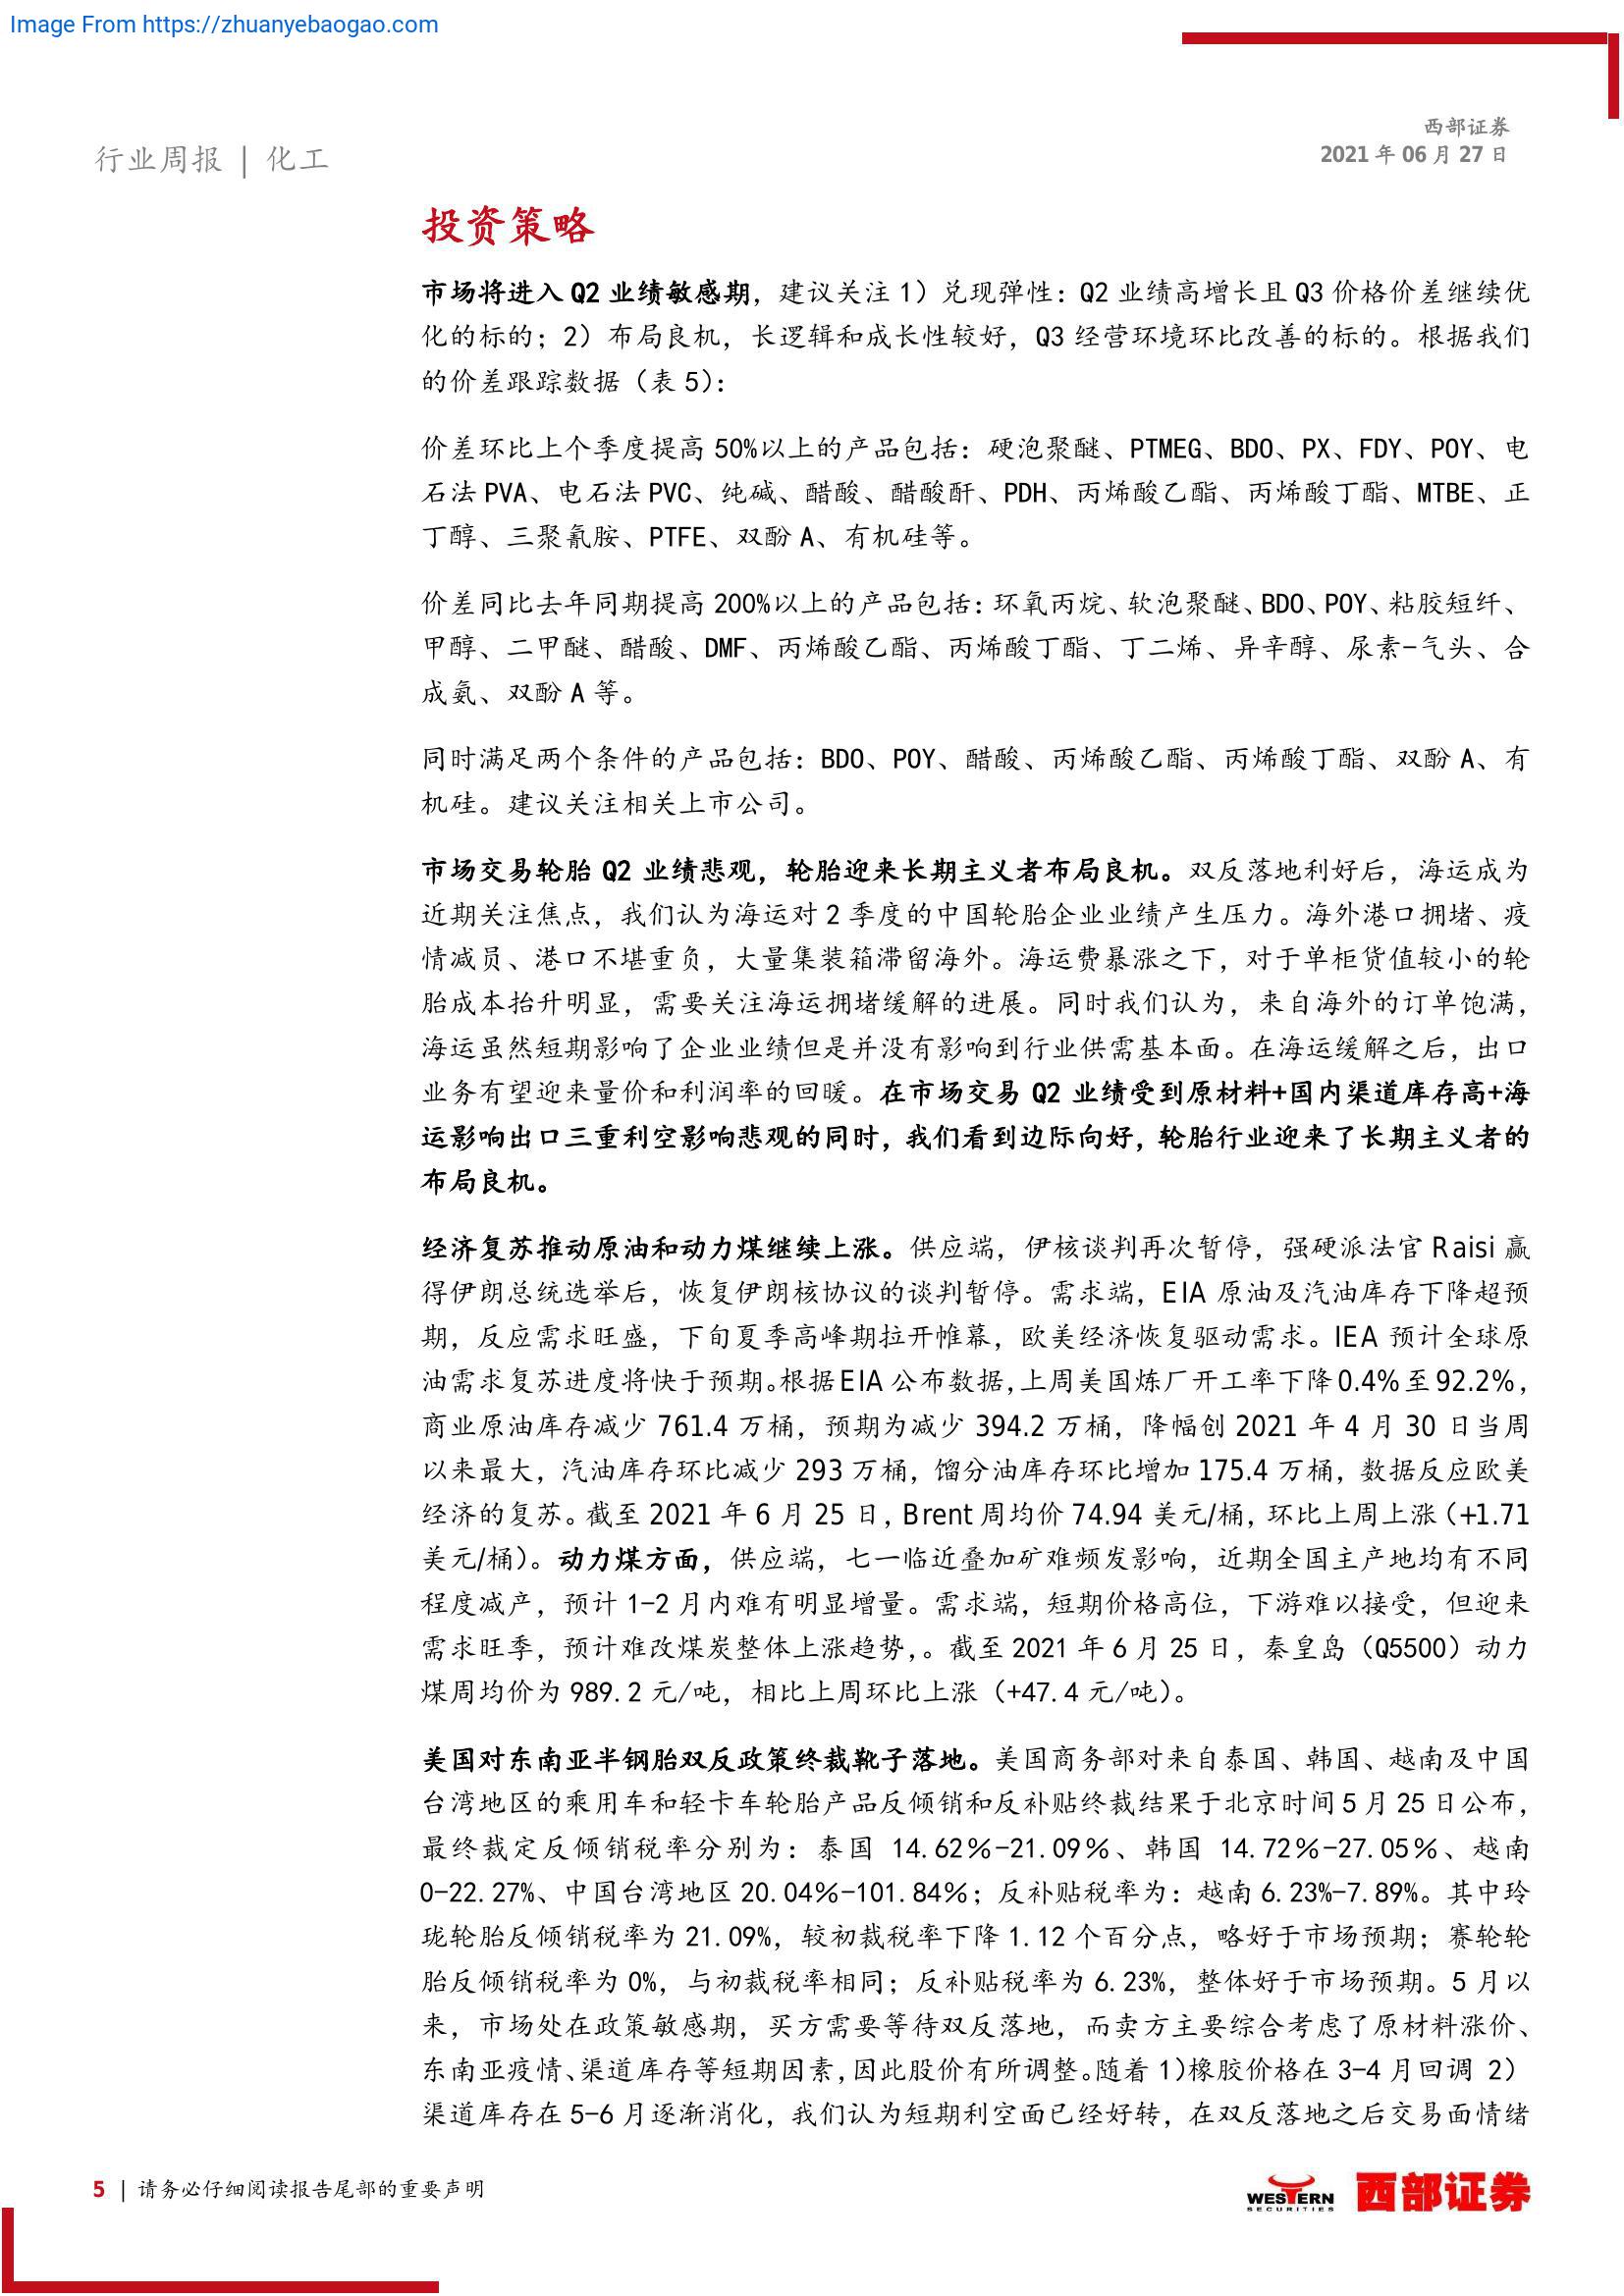 Image From https://zhuanyebaogao.com
西部证券
2021 年 06 月 27 日
行业周报 | 化工
投资策略
市场将进入 Q2 业绩敏感期，建议关注 1）兑现弹性：Q2 业绩高增长且 Q3 价格价差继续优
化的标的；2）布局良机，长逻辑和成长性较好，Q3 经营环境环比改善的标的。根据我们
的价差跟踪数据（表 5）：
价差环比上个季度提高 50%以上的产品包括：硬泡聚醚、PTMEG、BDO、PX、FDY、POY、电
石法 PVA、电石法 PVC、纯碱、醋酸、醋酸酐、PDH、丙烯酸乙酯、丙烯酸丁酯、MTBE、正
丁醇、三聚氰胺、PTFE、双酚 A、有机硅等。
价差同比去年同期提高 200%以上的产品包括：环氧丙烷、软泡聚醚、BDO、POY、粘胶短纤、
甲醇、二甲醚、醋酸、DMF、丙烯酸乙酯、丙烯酸丁酯、丁二烯、异辛醇、尿素-气头、合
成氨、双酚 A 等。
同时满足两个条件的产品包括：BDO、POY、醋酸、丙烯酸乙酯、丙烯酸丁酯、双酚 A、有
机硅。建议关注相关上市公司。
市场交易轮胎 Q2 业绩悲观，轮胎迎来长期主义者布局良机。双反落地利好后，海运成为
近期关注焦点，我们认为海运对 2 季度的中国轮胎企业业绩产生压力。海外港口拥堵、疫
情减员、港口不堪重负，大量集装箱滞留海外。海运费暴涨之下，对于单柜货值较小的轮
胎成本抬升明显，需要关注海运拥堵缓解的进展。同时我们认为，来自海外的订单饱满，
海运虽然短期影响了企业业绩但是并没有影响到行业供需基本面。在海运缓解之后，出口
业务有望迎来量价和利润率的回暖。在市场交易 Q2 业绩受到原材料+国内渠道库存高+海
运影响出口三重利空影响悲观的同时，我们看到边际向好，轮胎行业迎来了长期主义者的
布局良机。
经济复苏推动原油和动力煤继续上涨。供应端，伊核谈判再次暂停，强硬派法官 Raisi 赢
得伊朗总统选举后，恢复伊朗核协议的谈判暂停。需求端，EIA 原油及汽油库存下降超预
期，反应需求旺盛，下旬夏季高峰期拉开帷幕，欧美经济恢复驱动需求。IEA 预计全球原
油需求复苏进度将快于预期。根据 EIA 公布数据，上周美国炼厂开工率下降 0.4%至 92.2%，
商业原油库存减少 761.4 万桶，预期为减少 394.2 万桶，降幅创 2021 年 4 月 30 日当周
以来最大，汽油库存环比减少 293 万桶，馏分油库存环比增加 175.4 万桶，数据反应欧美
经济的复苏。截至 2021 年 6 月 25 日，Brent 周均价 74.94 美元/桶，环比上周上涨（+1.71
美元/桶）。动力煤方面，供应端，七一临近叠加矿难频发影响，近期全国主产地均有不同
程度减产，预计 1-2 月内难有明显增量。需求端，短期价格高位，下游难以接受，但迎来
需求旺季，预计难改煤炭整体上涨趋势，。截至 2021 年 6 月 25 日，秦皇岛（Q5500）动力
煤周均价为 989.2 元/吨，相比上周环比上涨（+47.4 元/吨）。
美国对东南亚半钢胎双反政策终裁靴子落地。美国商务部对来自泰国、韩国、越南及中国
台湾地区的乘用车和轻卡车轮胎产品反倾销和反补贴终裁结果于北京时间 5 月 25 日公布，
最终裁定反倾销税率分别为：泰国 14.62%-21.09%、韩国 14.72%-27.05%、越南
0-22.27%、中国台湾地区 20.04%-101.84%；反补贴税率为：越南 6.23%-7.89%。其中玲
珑轮胎反倾销税率为 21.09%，较初裁税率下降 1.12 个百分点，略好于市场预期；赛轮轮
胎反倾销税率为 0%，与初裁税率相同；反补贴税率为 6.23%，整体好于市场预期。5 月以
来，市场处在政策敏感期，买方需要等待双反落地，而卖方主要综合考虑了原材料涨价、
东南亚疫情、渠道库存等短期因素，因此股价有所调整。随着 1)橡胶价格在 3-4 月回调 2）
渠道库存在 5-6 月逐渐消化，我们认为短期利空面已经好转，在双反落地之后交易面情绪
5 | 请务必仔细阅读报告尾部的重要声明
WESTERN
SECURITIES
西部证券